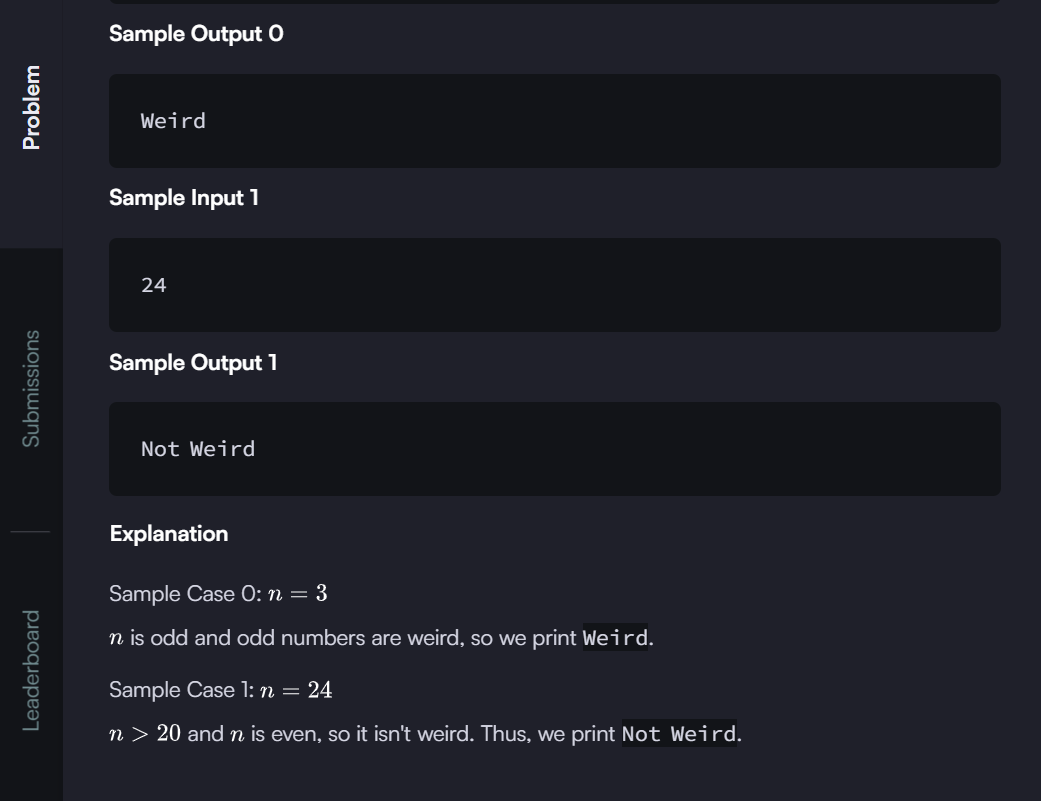 Problem
Submissions
Leaderboard
Sample Output 0
Weird
Sample Input 1
24
Sample Output 1
Not Weird
Explanation
Sample Case 0: n = 3
n is odd and odd numbers are weird, so we print Weird.
Sample Case 1: n = 24
n > 20 and n is even, so it isn't weird. Thus, we print Not Weird.